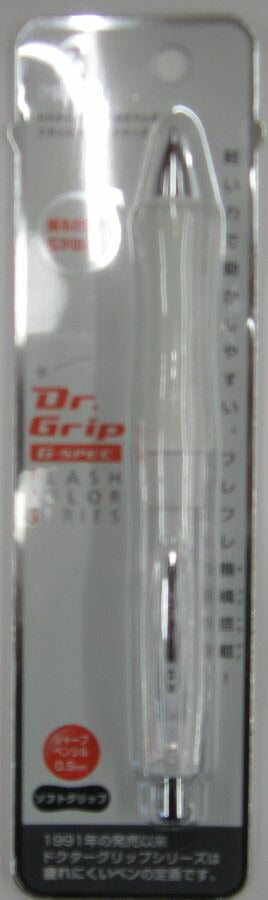 軽い力で動かしやすい、フレフレ機構搭載!
Dr.
Grip
G-SPEC
FLASH
COLOR
SERIES
シャープ
ペンシル
0.5mm
ソフトグリップ
1991年の発売以来
ドクターグリップシリーズは
疲れにくいペンの定番です。